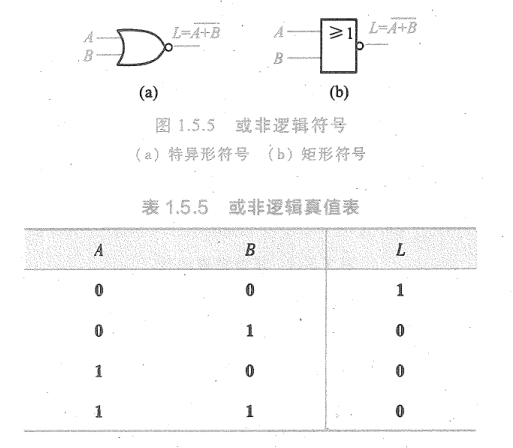 A L=\overline{A+B} A ≥1 L=\overline{A+B}
B B
(a) (b)
图 1.5.5 或非逻辑符号
(a) 特异形符号 (b) 矩形符号
表 1.5.5 或非逻辑真值表
A B L
0 0 1
0 1 0
1 0 0
1 1 0